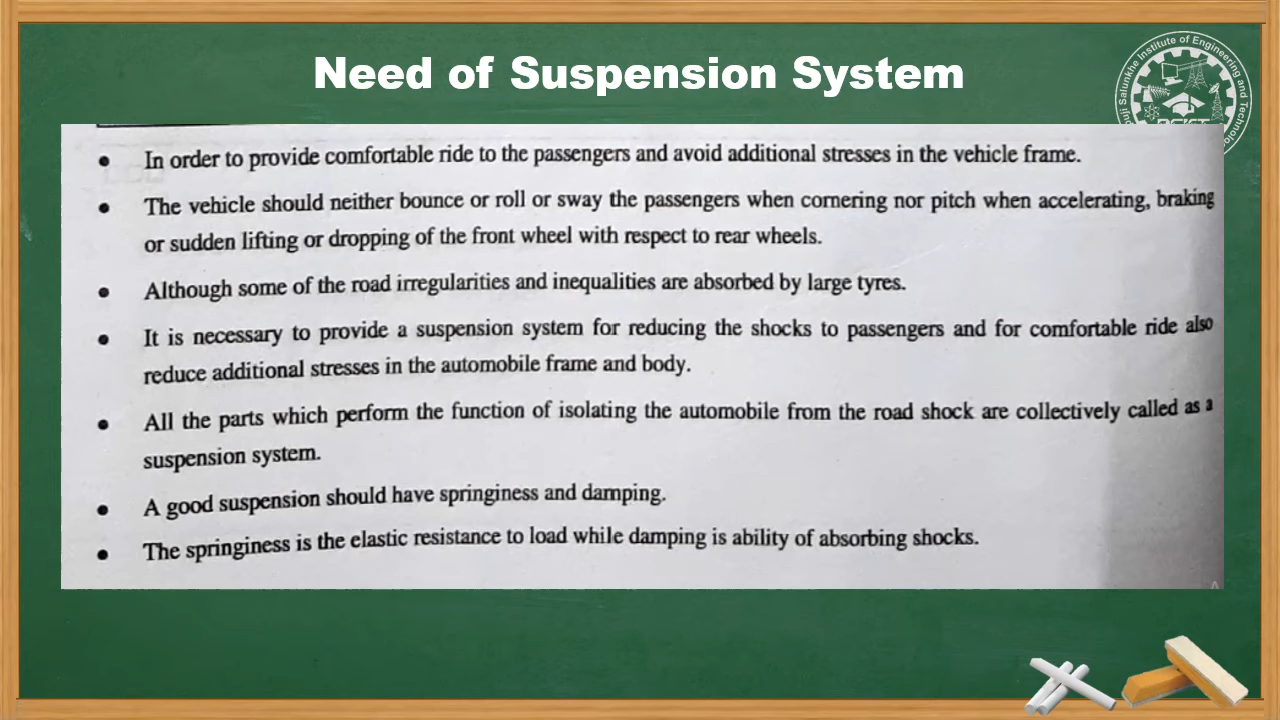 Need of Suspension System
Institute of Engineering and
• In order to provide comfortable ride to the passengers and avoid additional stresses in the vehicle frame.
• The vehicle should neither bounce or roll or sway the passengers when cornering nor pitch when accelerating, braking
or sudden lifting or dropping of the front wheel with respect to rear wheels.
• Although some of the road irregularities and inequalities are absorbed by large tyres.
• It is necessary to provide a suspension system for reducing the shocks to passengers and for comfortable ride also
reduce additional stresses in the automobile frame and body.
• All the parts which perform the function of isolating the automobile from the road shock are collectively called as a
suspension system.
• A good suspension should have springiness and damping.
• The springiness is the elastic resistance to load while damping is ability of absorbing shocks.